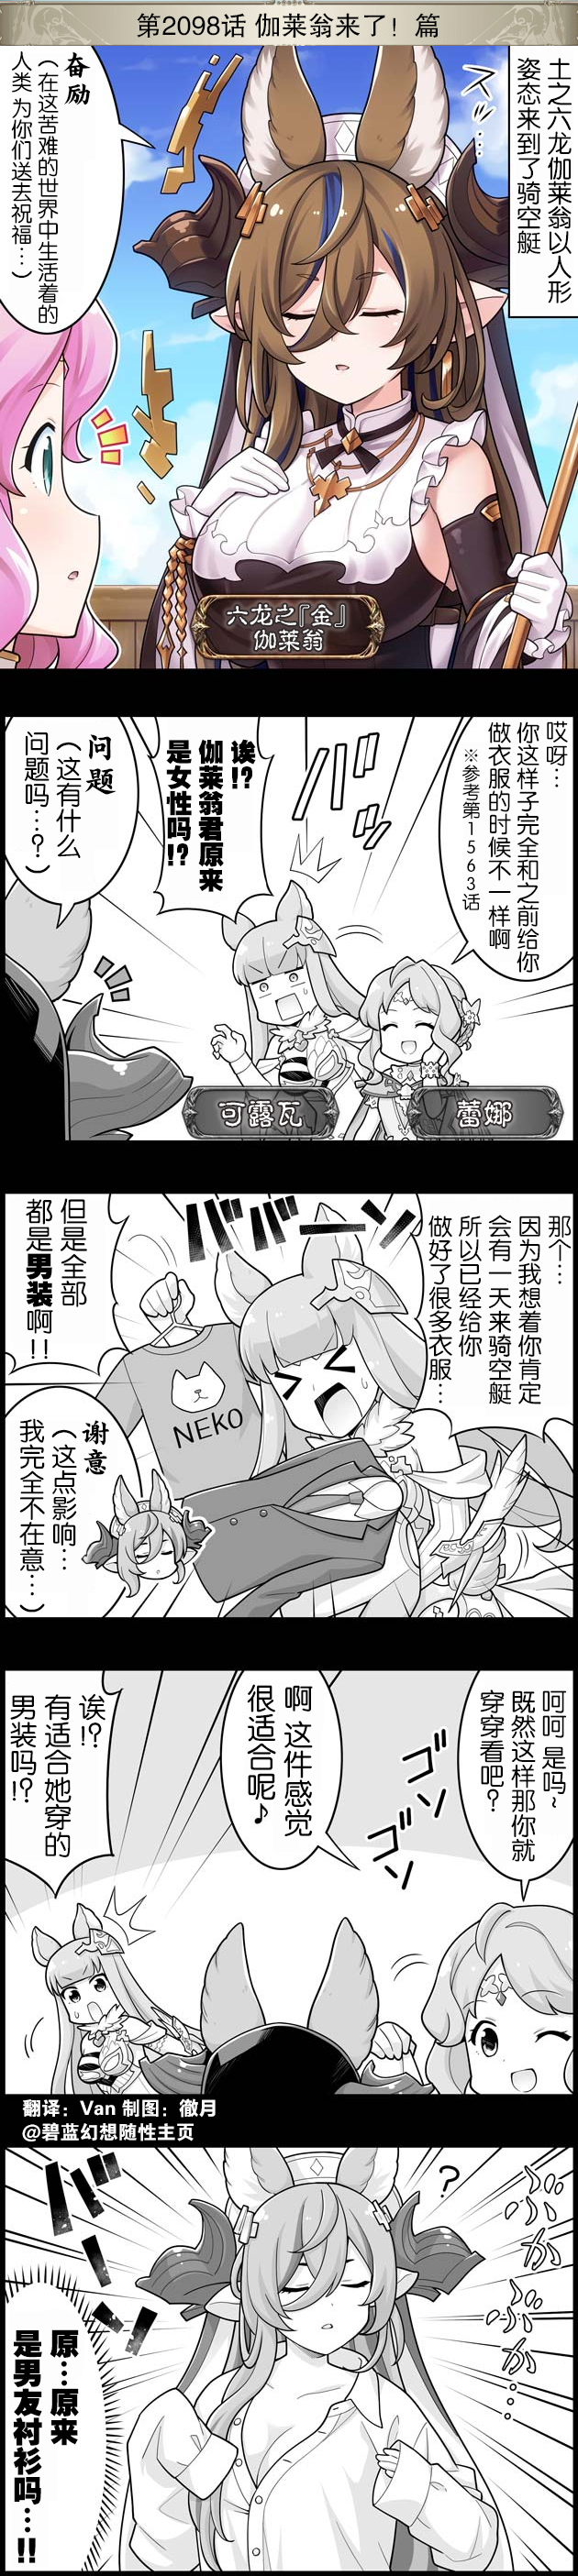 第2098话 伽莱翁来了！篇
土之六龙伽莱翁以人形
姿态来到了骑空艇
スッ…
奋励
（在这苦难的世界中生活着的
人类 为你们送去祝福…）
六龙之『金』
伽莱翁
哎呀…
你这样子完全和之前给你
做衣服的时候不一样啊
※参考第1563话
诶!?
伽莱翁君原来
是女性吗!?
问题
（这有什么
问题吗…?）
可露瓦
蕾娜
那个…
因为我想着你肯定
会有一天来骑空艇
所以已经给你
做好了很多衣服…
ババーン
NEKO
但是全部
都是男装啊!!
谢意
（这点影响…
我完全不在意…）
呵呵 是吗~
既然这样那你就
穿穿看吧？
ゴソ
ゴソ
啊 这件感觉
很适合呢♪
诶!?
有适合她穿的
男装吗!?
翻译：Van 制图：徹月
@碧蓝幻想随性主页
?
ぶか
ぶか…
バーン
原…原来
是男友衬衫吗…!!